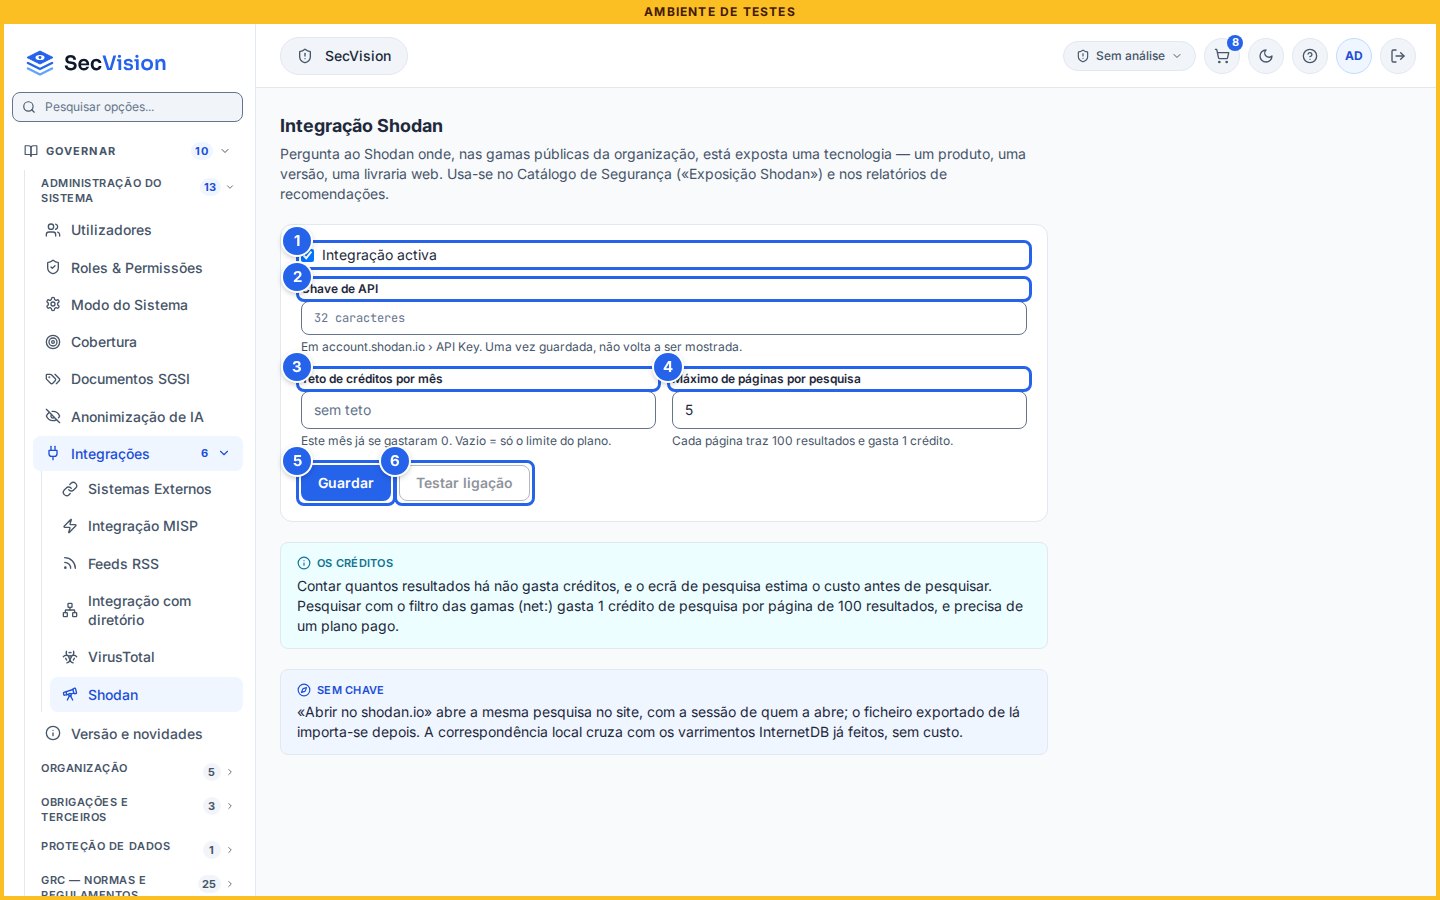 AMBIENTE DE TESTES
SecVision
SecVision
Sem análise
8
AD
Pesquisar opções...
GOVERNAR 10
ADMINISTRAÇÃO DO
SISTEMA 13
Utilizadores
Roles & Permissões
Modo do Sistema
Cobertura
Documentos SGSI
Anonimização de IA
Integrações 6
Sistemas Externos
Integração MISP
Feeds RSS
Integração com
diretório
VirusTotal
Shodan
Versão e novidades
ORGANIZAÇÃO 5
OBRIGAÇÕES E
TERCEIROS 3
PROTEÇÃO DE DADOS 1
GRC — NORMAS E
REGULAMENTOS 25
Integração Shodan
Pergunta ao Shodan onde, nas gamas públicas da organização, está exposta uma tecnologia — um produto, uma
versão, uma livraria web. Usa-se no Catálogo de Segurança («Exposição Shodan») e nos relatórios de
recomendações.
1 Integração activa
2 Chave de API
32 caracteres
Em account.shodan.io › API Key. Uma vez guardada, não volta a ser mostrada.
3 Teto de créditos por mês
sem teto
Este mês já se gastaram 0. Vazio = só o limite do plano.
4 Máximo de páginas por pesquisa
5
Cada página traz 100 resultados e gasta 1 crédito.
5 Guardar
6 Testar ligação
OS CRÉDITOS
Contar quantos resultados há não gasta créditos, e o ecrã de pesquisa estima o custo antes de pesquisar.
Pesquisar com o filtro das gamas (net:) gasta 1 crédito de pesquisa por página de 100 resultados, e precisa de
um plano pago.
SEM CHAVE
«Abrir no shodan.io» abre a mesma pesquisa no site, com a sessão de quem a abre; o ficheiro exportado de lá
importa-se depois. A correspondência local cruza com os varrimentos InternetDB já feitos, sem custo.